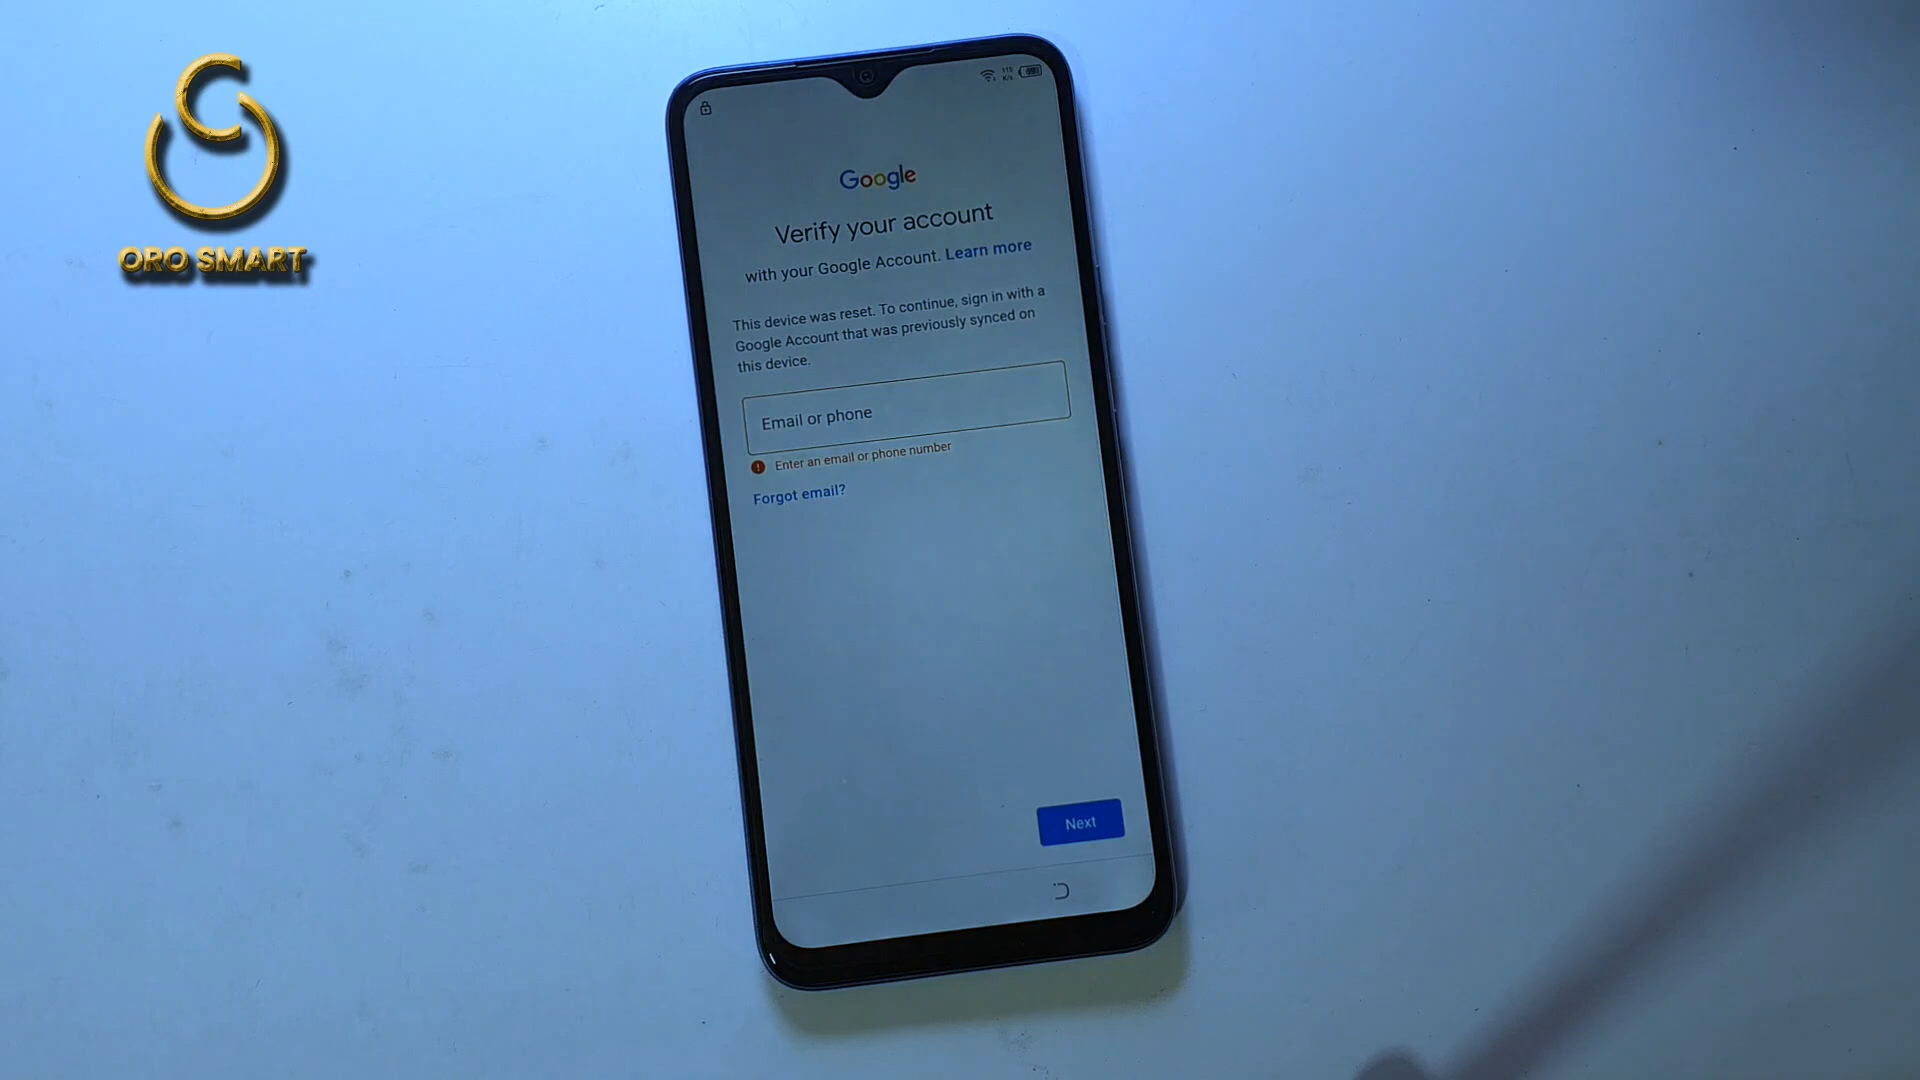 ORO SMART
115
K/s
Google
Verify your account
with your Google Account. Learn more
This device was reset. To continue, sign in with a
Google Account that was previously synced on
this device.
Email or phone
Enter an email or phone number
Forgot email?
Next